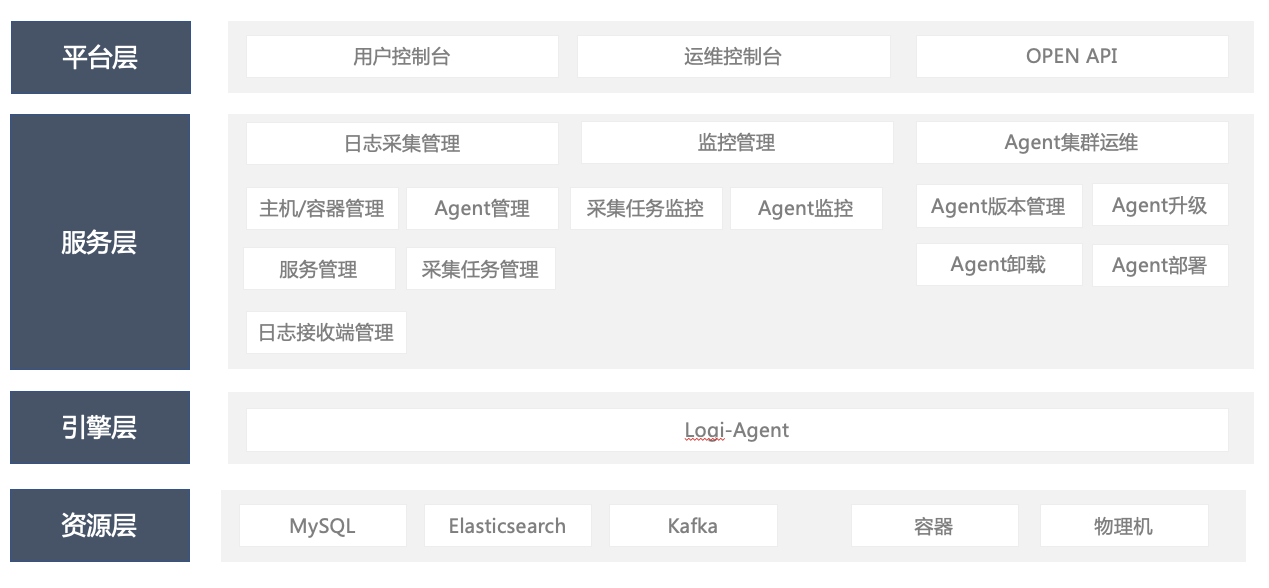 平台层
用户控制台
运维控制台
OPEN API
服务层
日志采集管理
监控管理
Agent集群运维
主机/容器管理
Agent管理
采集任务监控
Agent监控
Agent版本管理
Agent升级
服务管理
采集任务管理
Agent卸载
Agent部署
日志接收端管理
引擎层
Logi-Agent
资源层
MySQL
Elasticsearch
Kafka
容器
物理机